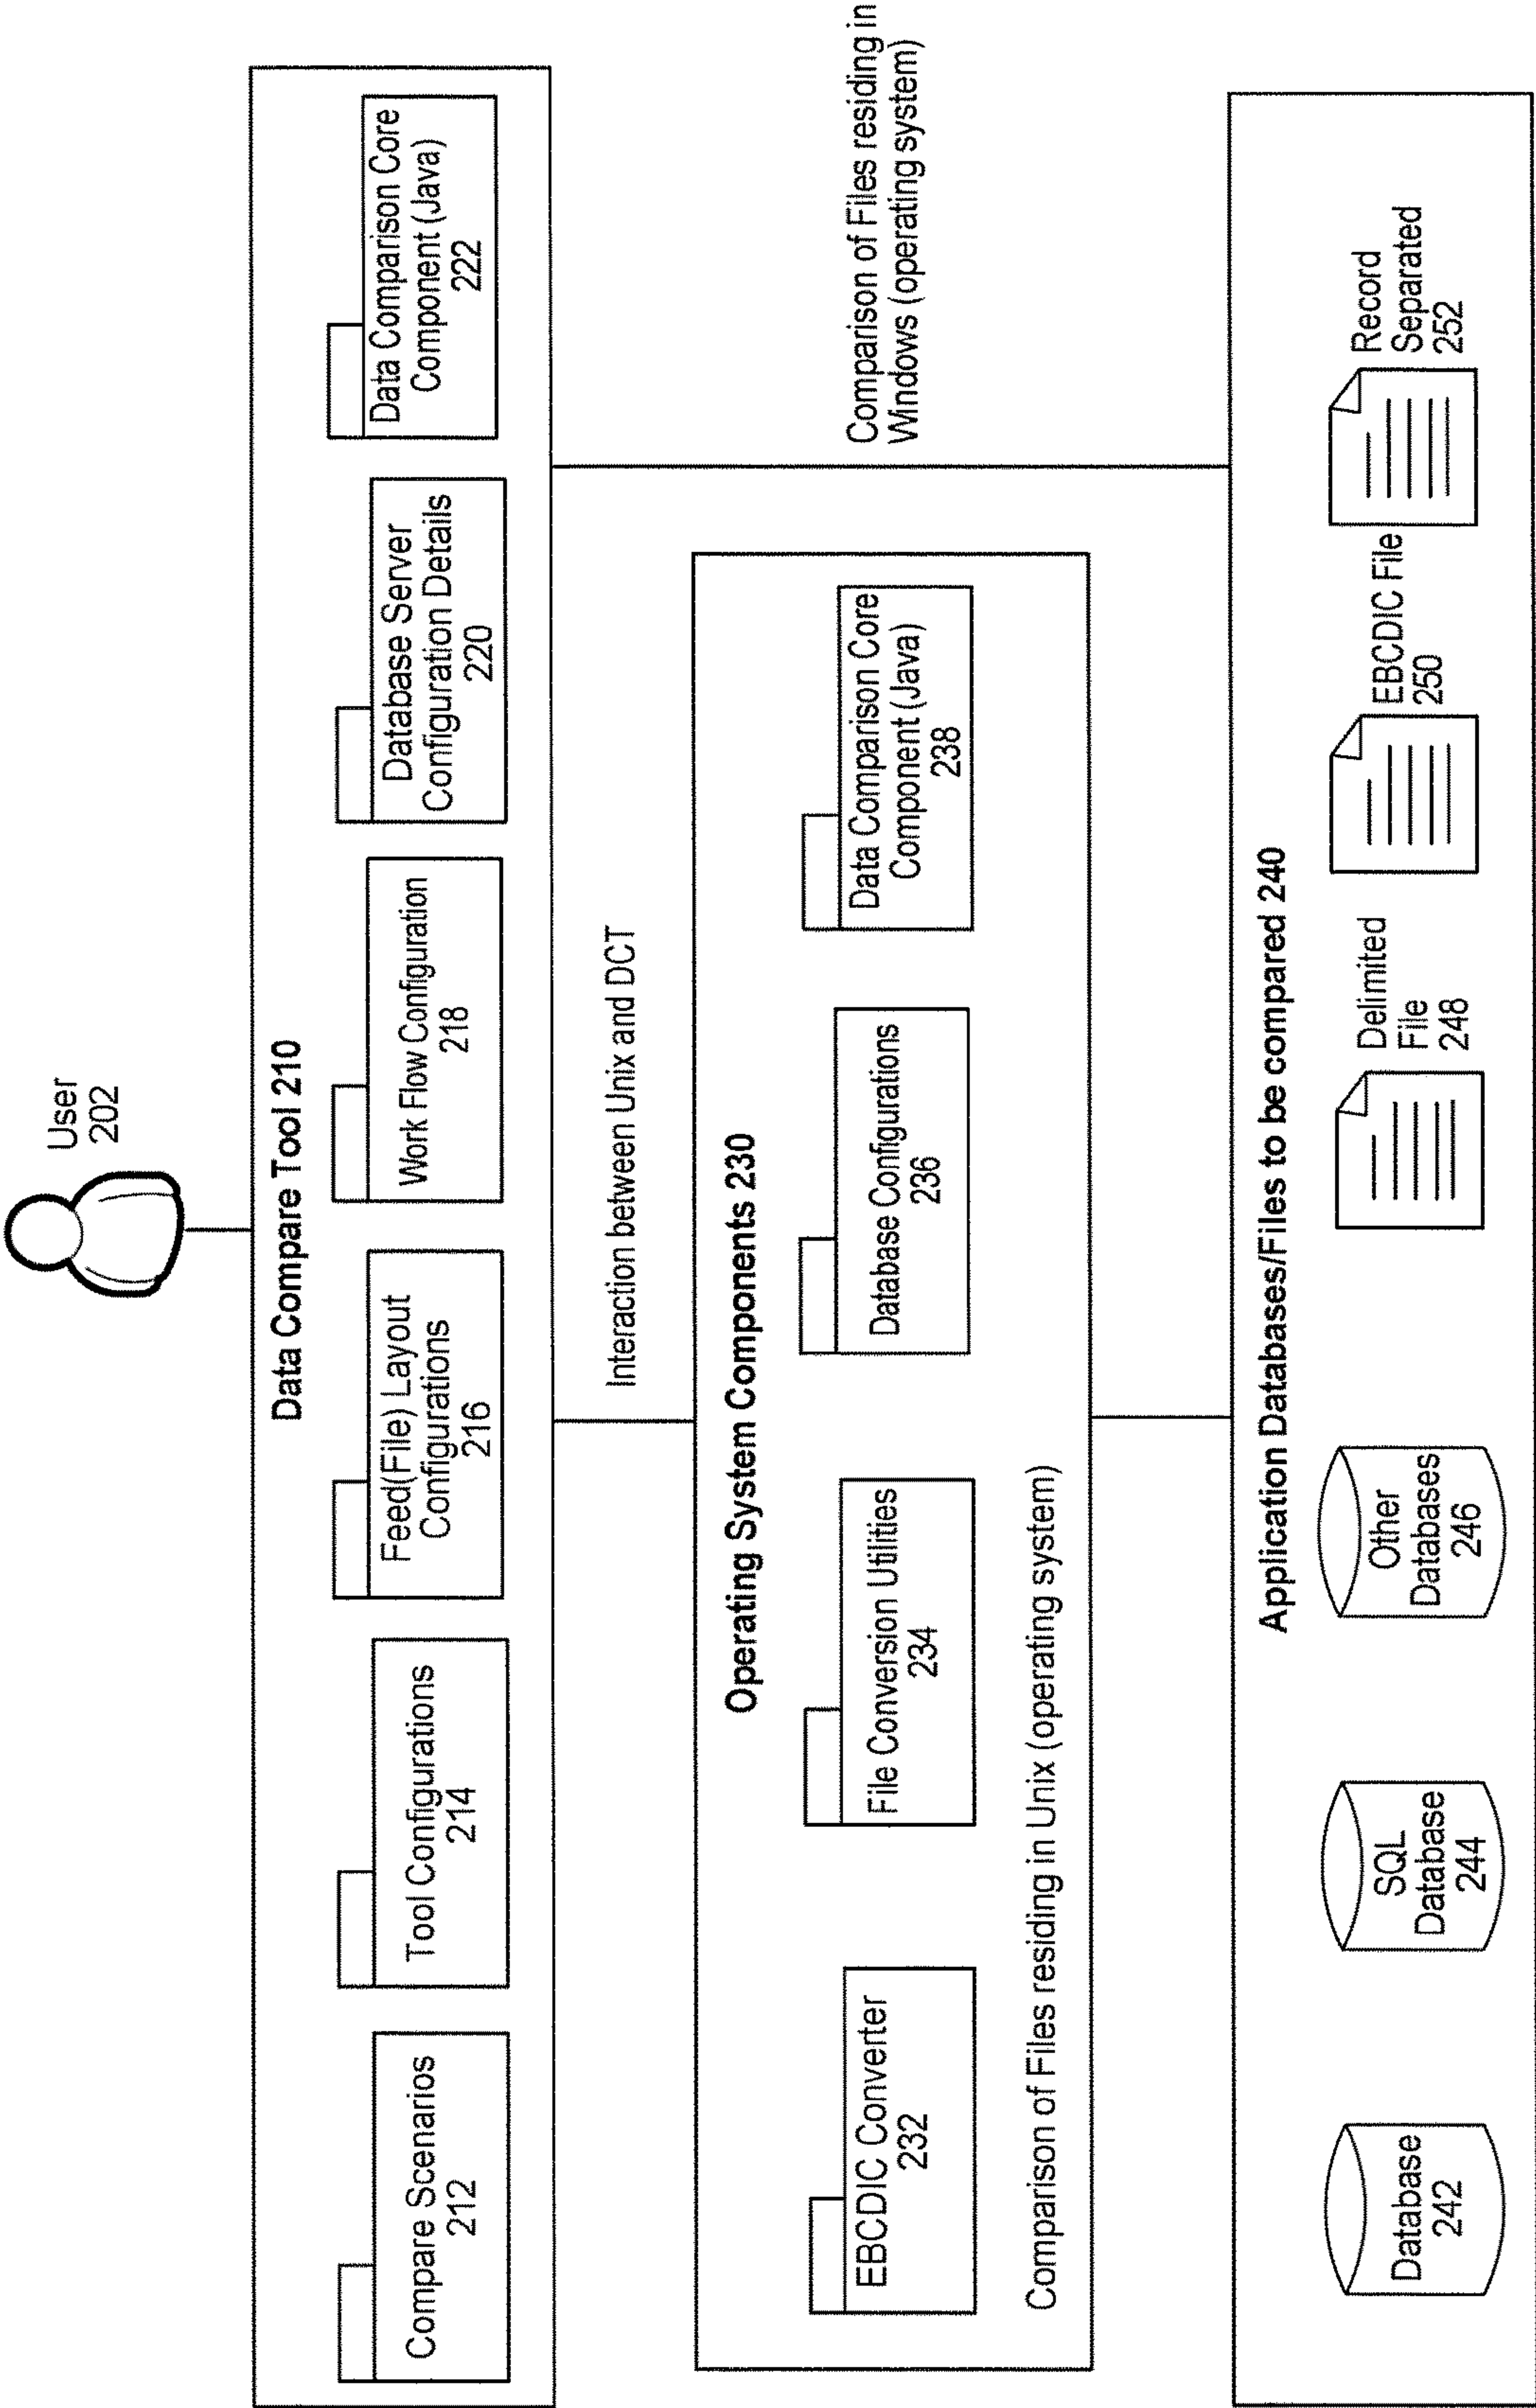 User
202
Data Compare Tool 210
Compare Scenarios
212
Tool Configurations
214
Feed(File) Layout
Configurations
216
Work Flow Configuration
218
Database Server
Configuration Details
220
Data Comparison Core
Component (Java)
222
Interaction between Unix and DCT
Operating System Components 230
EBCDIC Converter
232
File Conversion Utilities
234
Database Configurations
236
Data Comparison Core
Component (Java)
238
Comparison of Files residing in Unix (operating system)
Comparison of Files residing in
Windows (operating system)
Application Databases/Files to be compared 240
Database
242
SQL
Database
244
Other
Databases
246
Delimited
File
248
EBCDIC File
250
Record
Separated
252